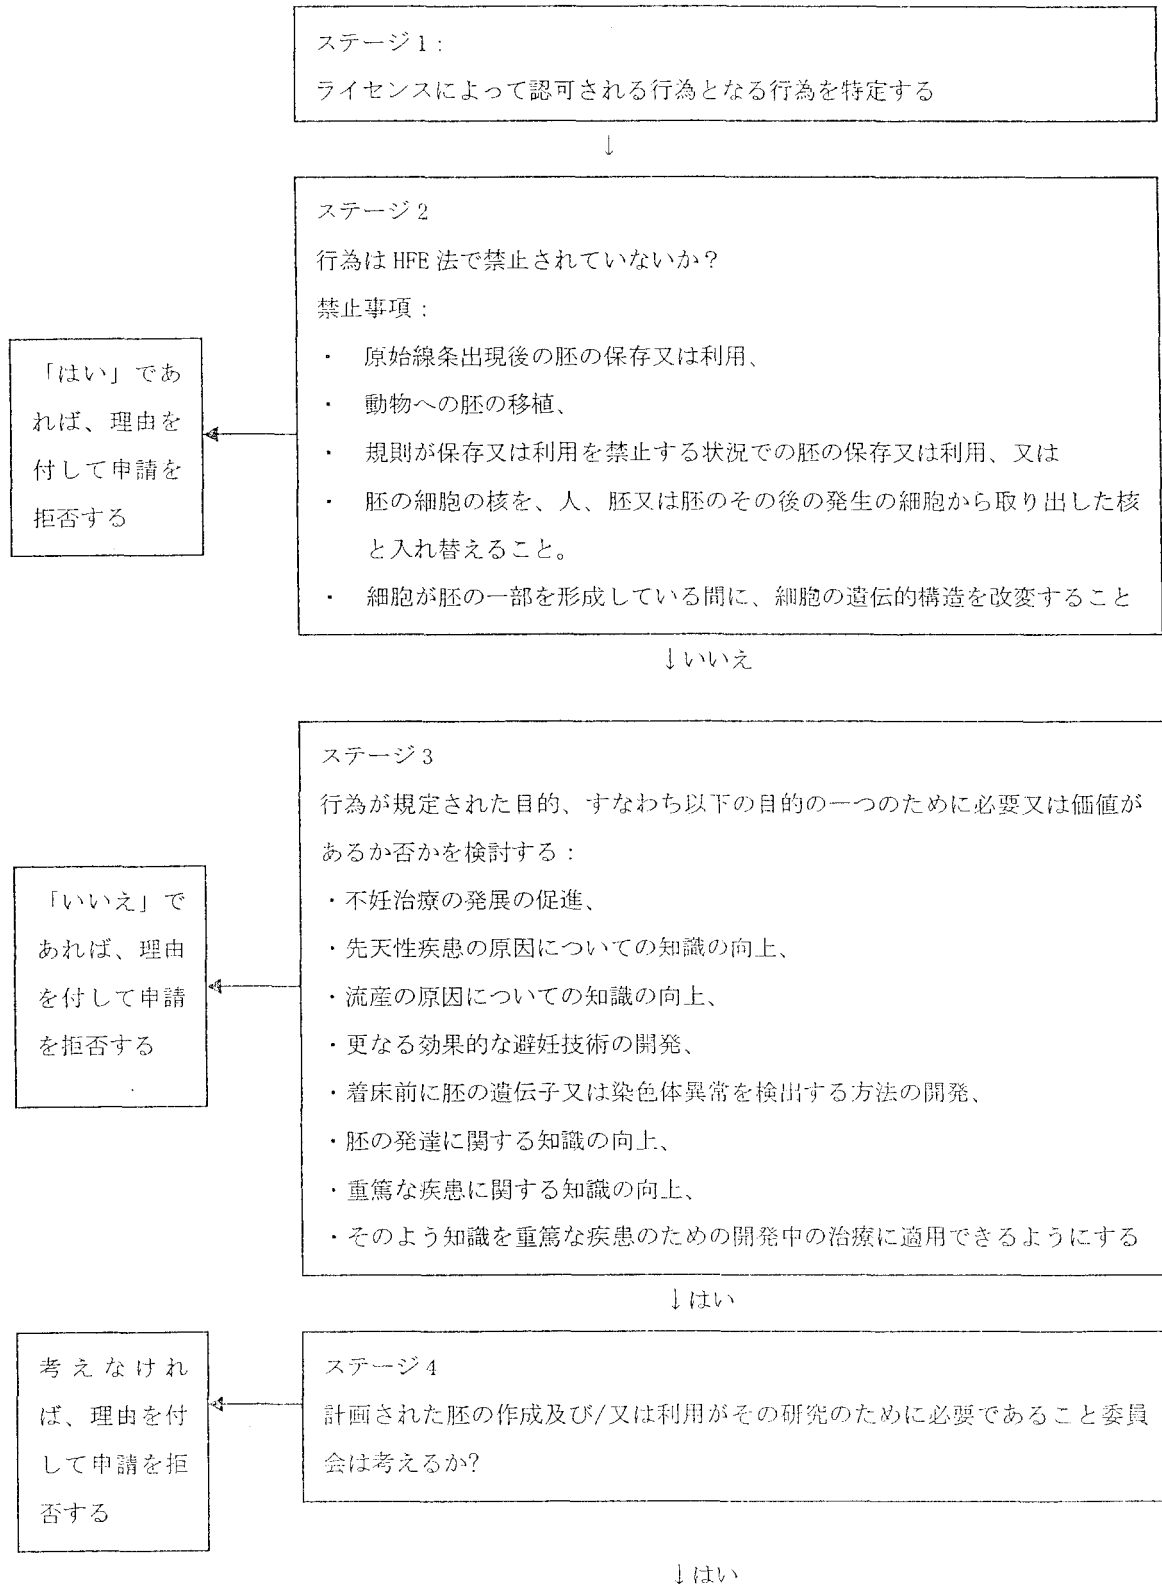 ステージ1:
ライセンスによって認可される行為となる行為を特定する
↓
ステージ2
行為はHFE法で禁止されていないか?
禁止事項:
・ 原始線条出現後の胚の保存又は利用、
・ 動物への胚の移植、
・ 規則が保存又は利用を禁止する状況での胚の保存又は利用、又は
・ 胚の細胞の核を、人、胚又は胚のその後の発生の細胞から取り出した核
と入れ替えること。
・ 細胞が胚の一部を形成している間に、細胞の遺伝的構造を改変すること
「はい」であ
れば、理由を
付して申請を
拒否する
↓いいえ
ステージ3
行為が規定された目的、すなわち以下の目的の一つのために必要又は価値が
あるか否かを検討する:
・不妊治療の発展の促進、
・先天性疾患の原因についての知識の向上、
・流産の原因についての知識の向上、
・更なる効果的な避妊技術の開発、
・着床前に胚の遺伝子又は染色体異常を検出する方法の開発、
・胚の発達に関する知識の向上、
・重篤な疾患に関する知識の向上、
・そのよう知識を重篤な疾患のための開発中の治療に適用できるようにする
「いいえ」で
あれば、理由
を付して申請
を拒否する
↓はい
ステージ4
計画された胚の作成及び/又は利用がその研究のために必要であること委員
会は考えるか?
考えなけれ
ば、理由を付
して申請を拒
否する
↓はい